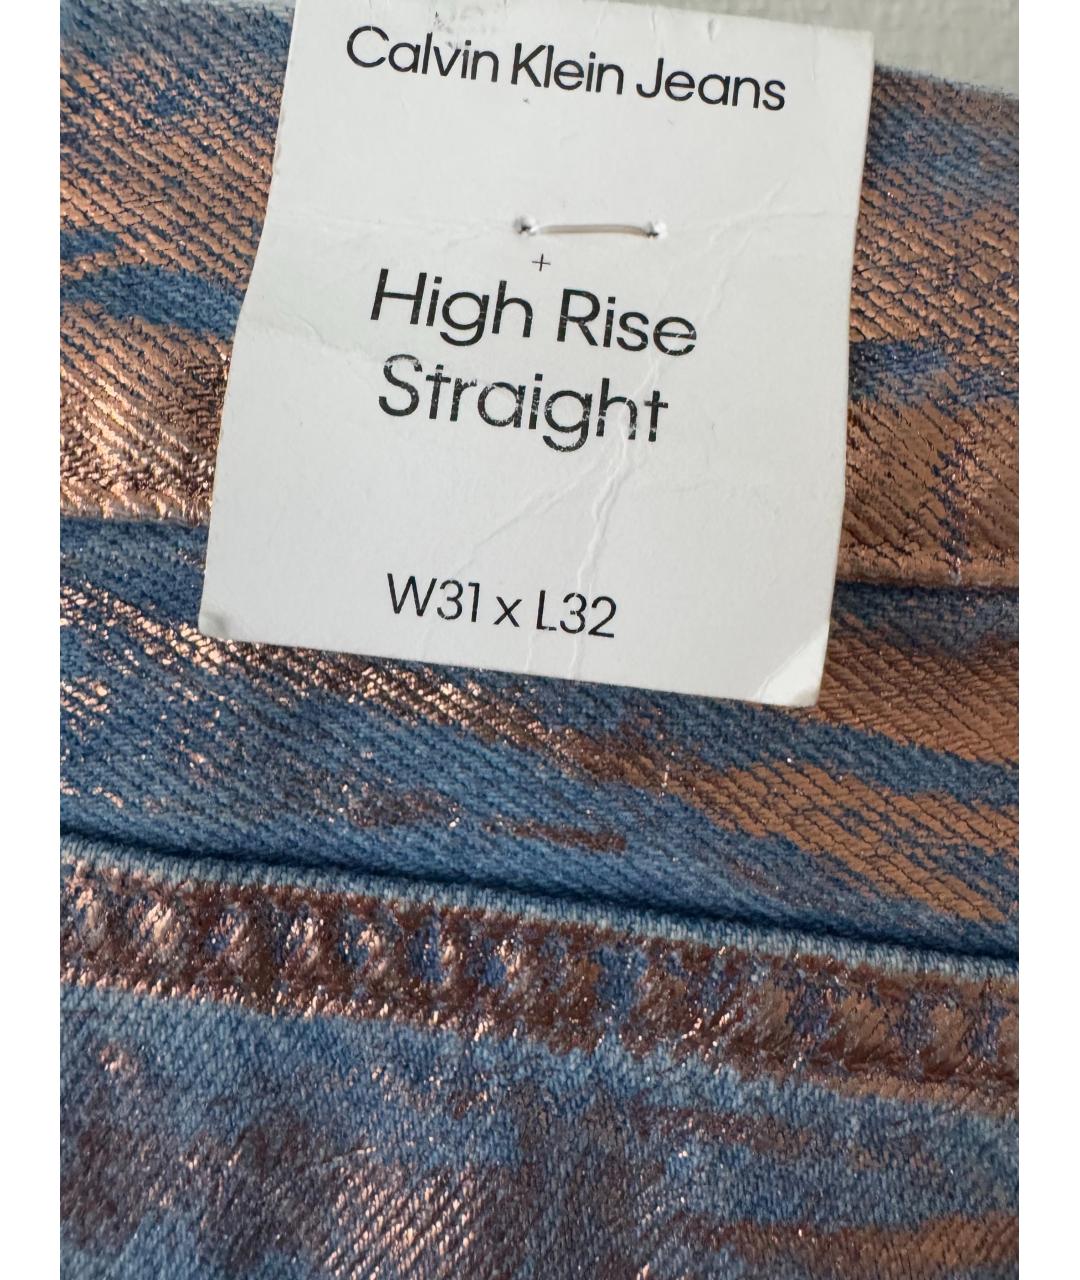 Calvin Klein Jeans
+
High Rise
Straight
W31 x L32